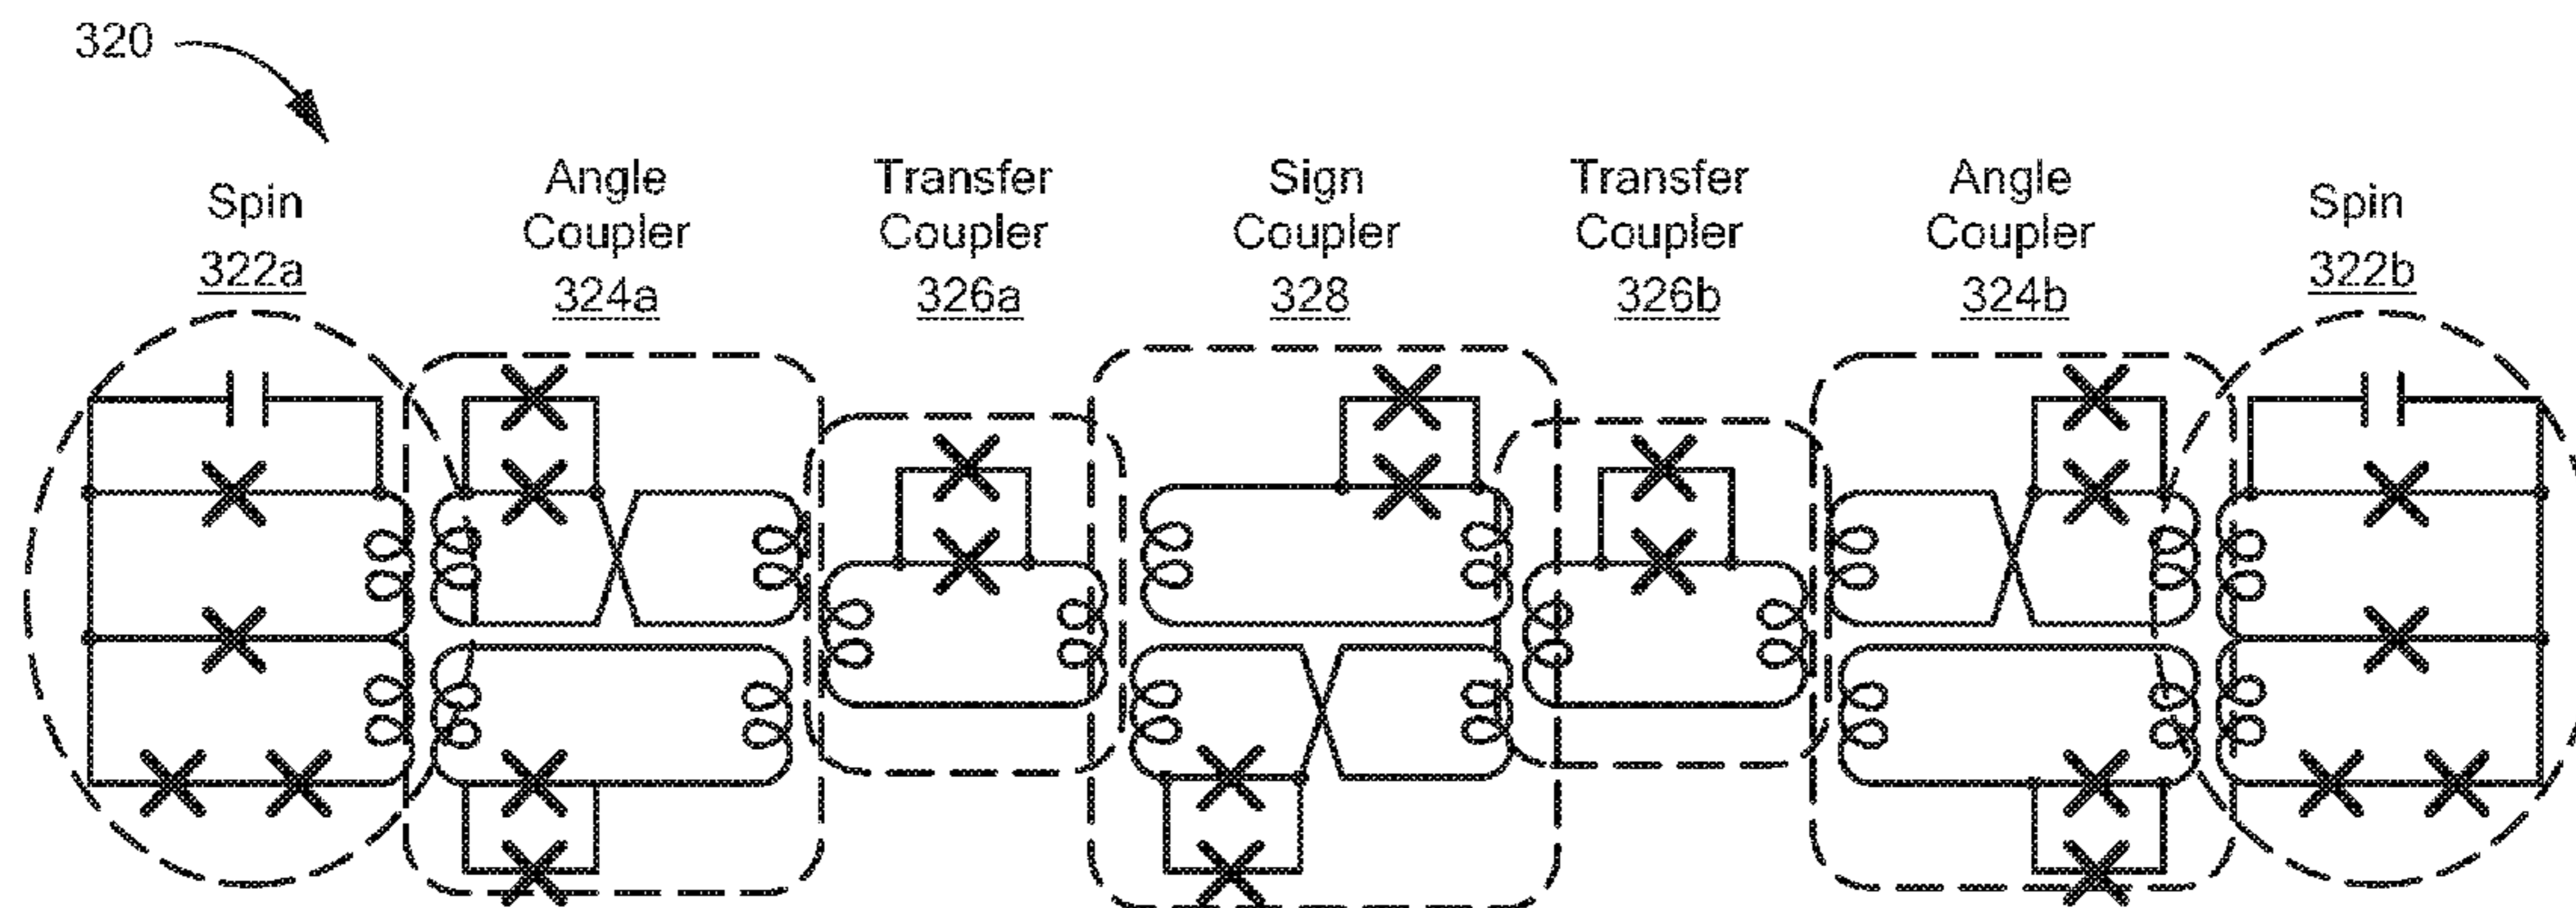 320
Spin
322a
Angle
Coupler
324a
Transfer
Coupler
326a
Sign
Coupler
328
Transfer
Coupler
326b
Angle
Coupler
324b
Spin
322b